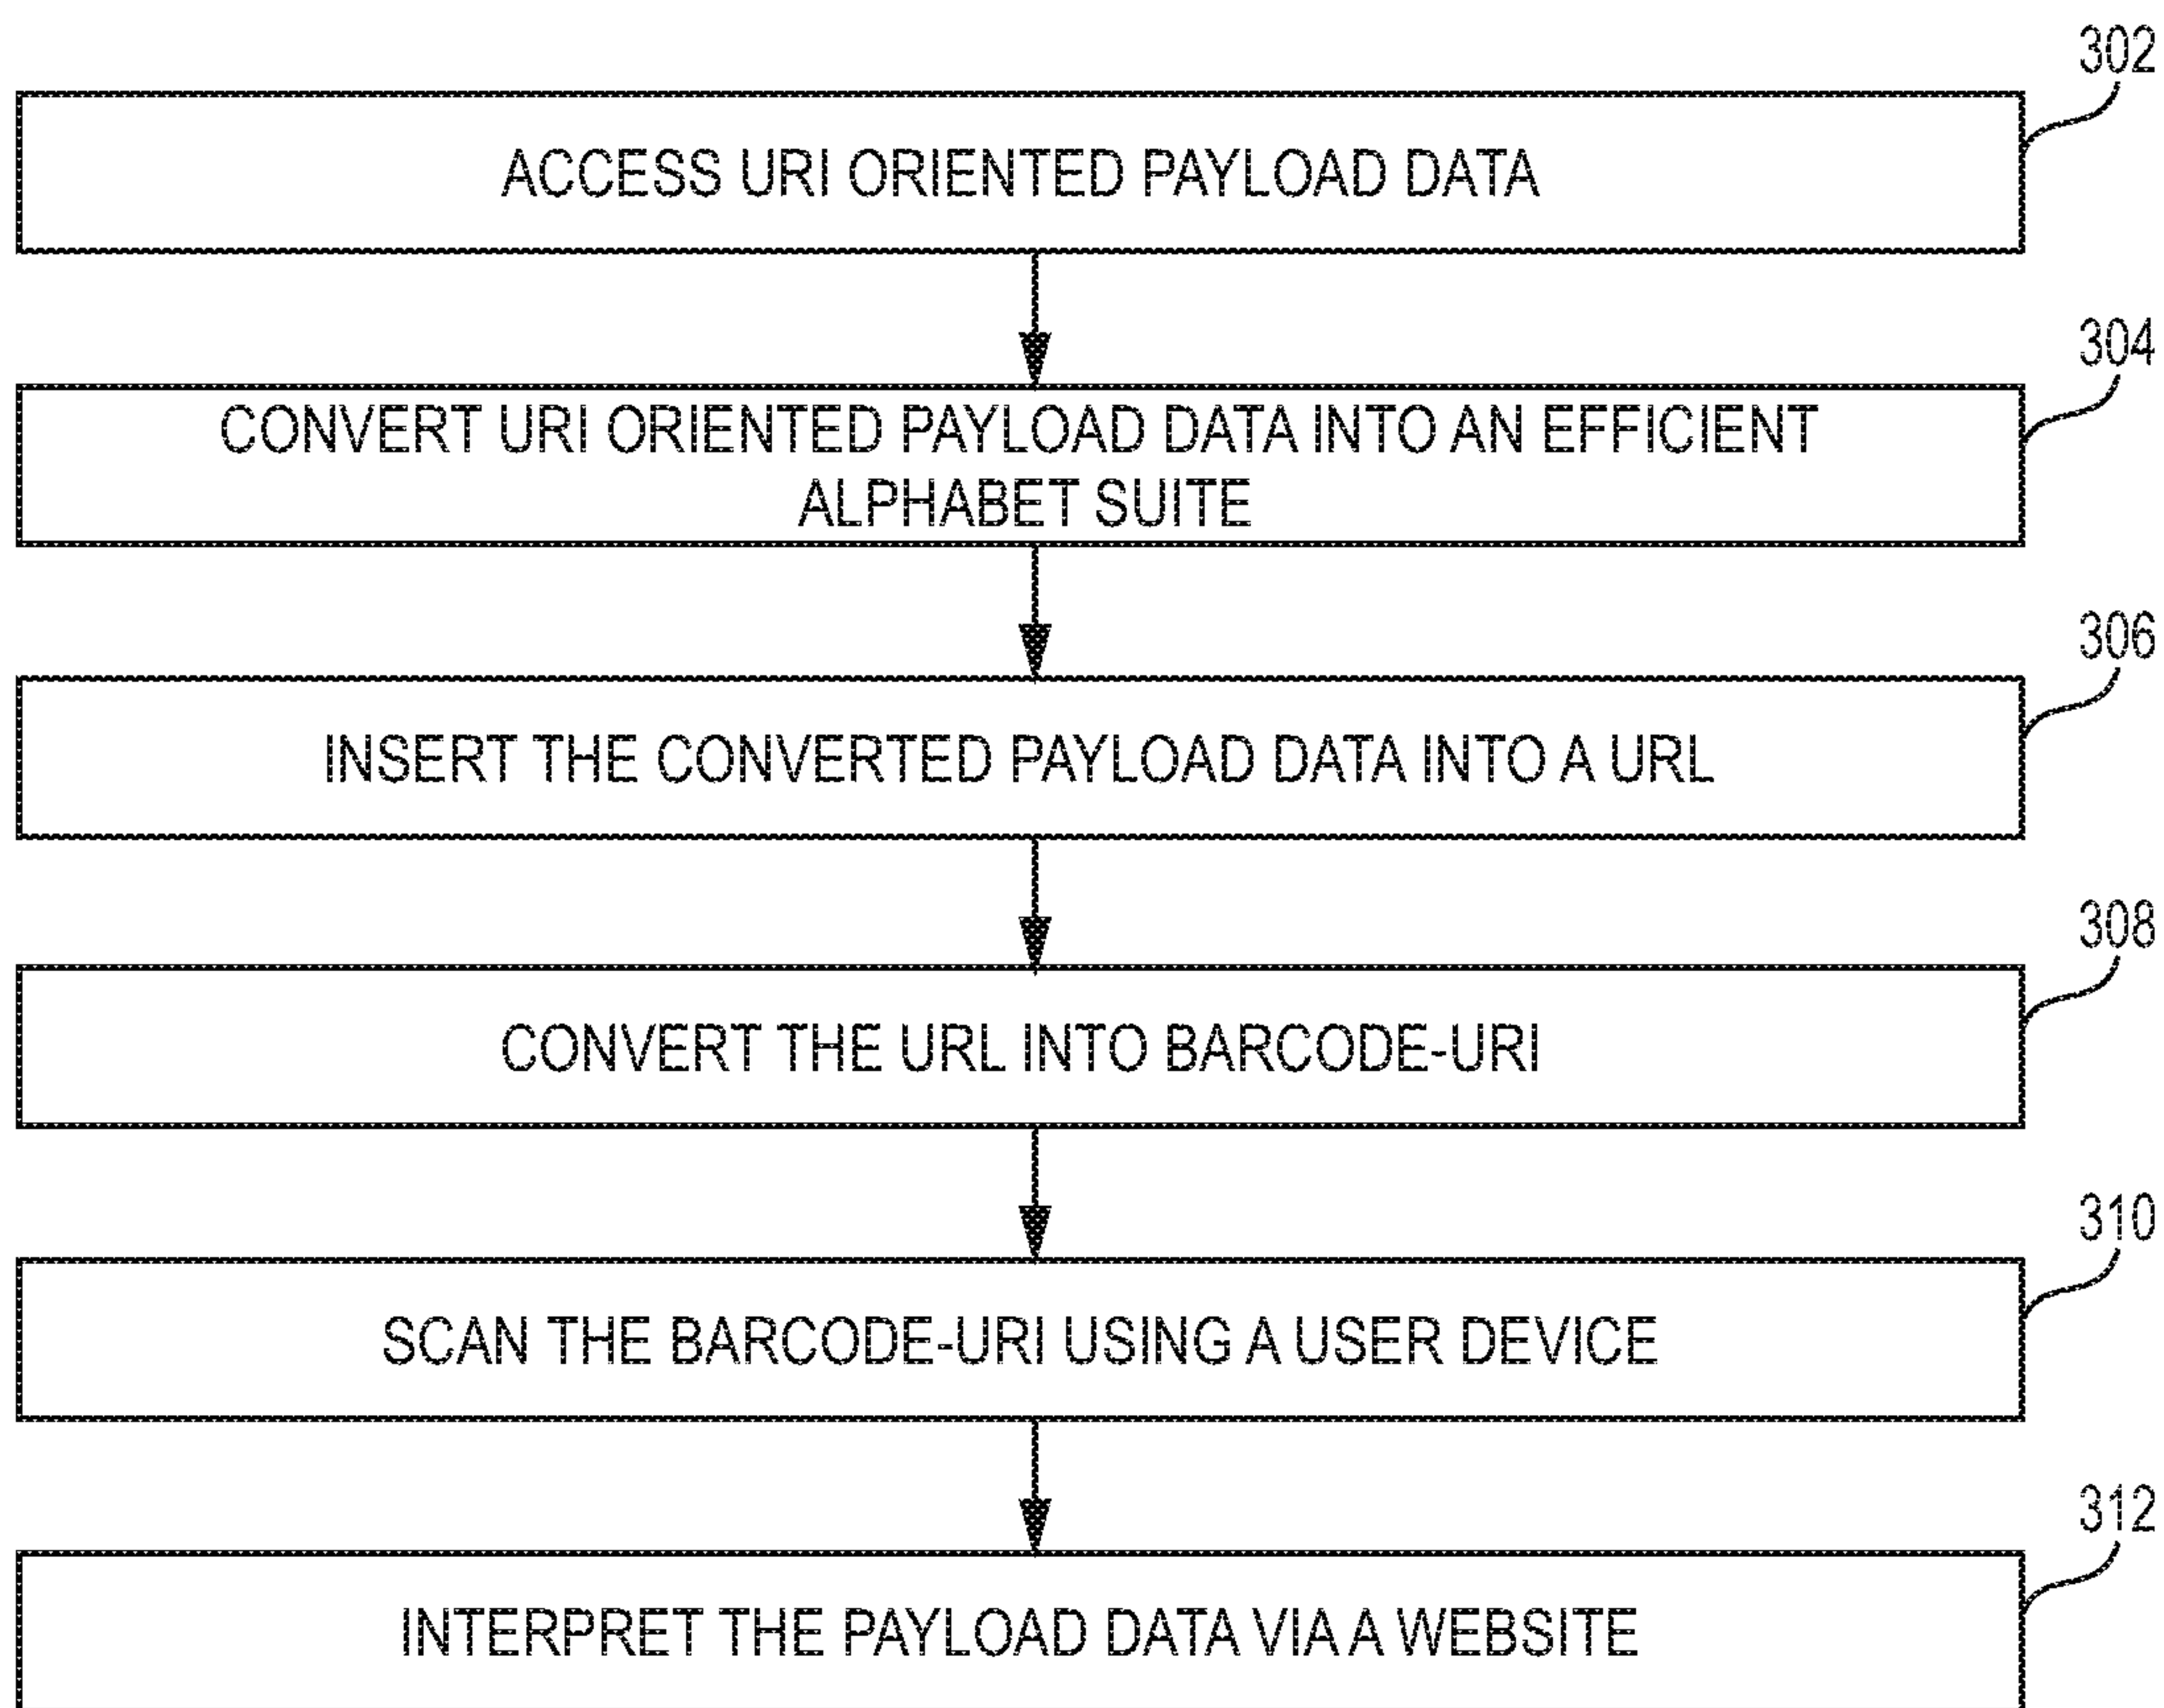 302
ACCESS URI ORIENTED PAYLOAD DATA
304
CONVERT URI ORIENTED PAYLOAD DATA INTO AN EFFICIENT
ALPHABET SUITE
306
INSERT THE CONVERTED PAYLOAD DATA INTO A URL
308
CONVERT THE URL INTO BARCODE-URI
310
SCAN THE BARCODE-URI USING A USER DEVICE
312
INTERPRET THE PAYLOAD DATA VIA A WEBSITE